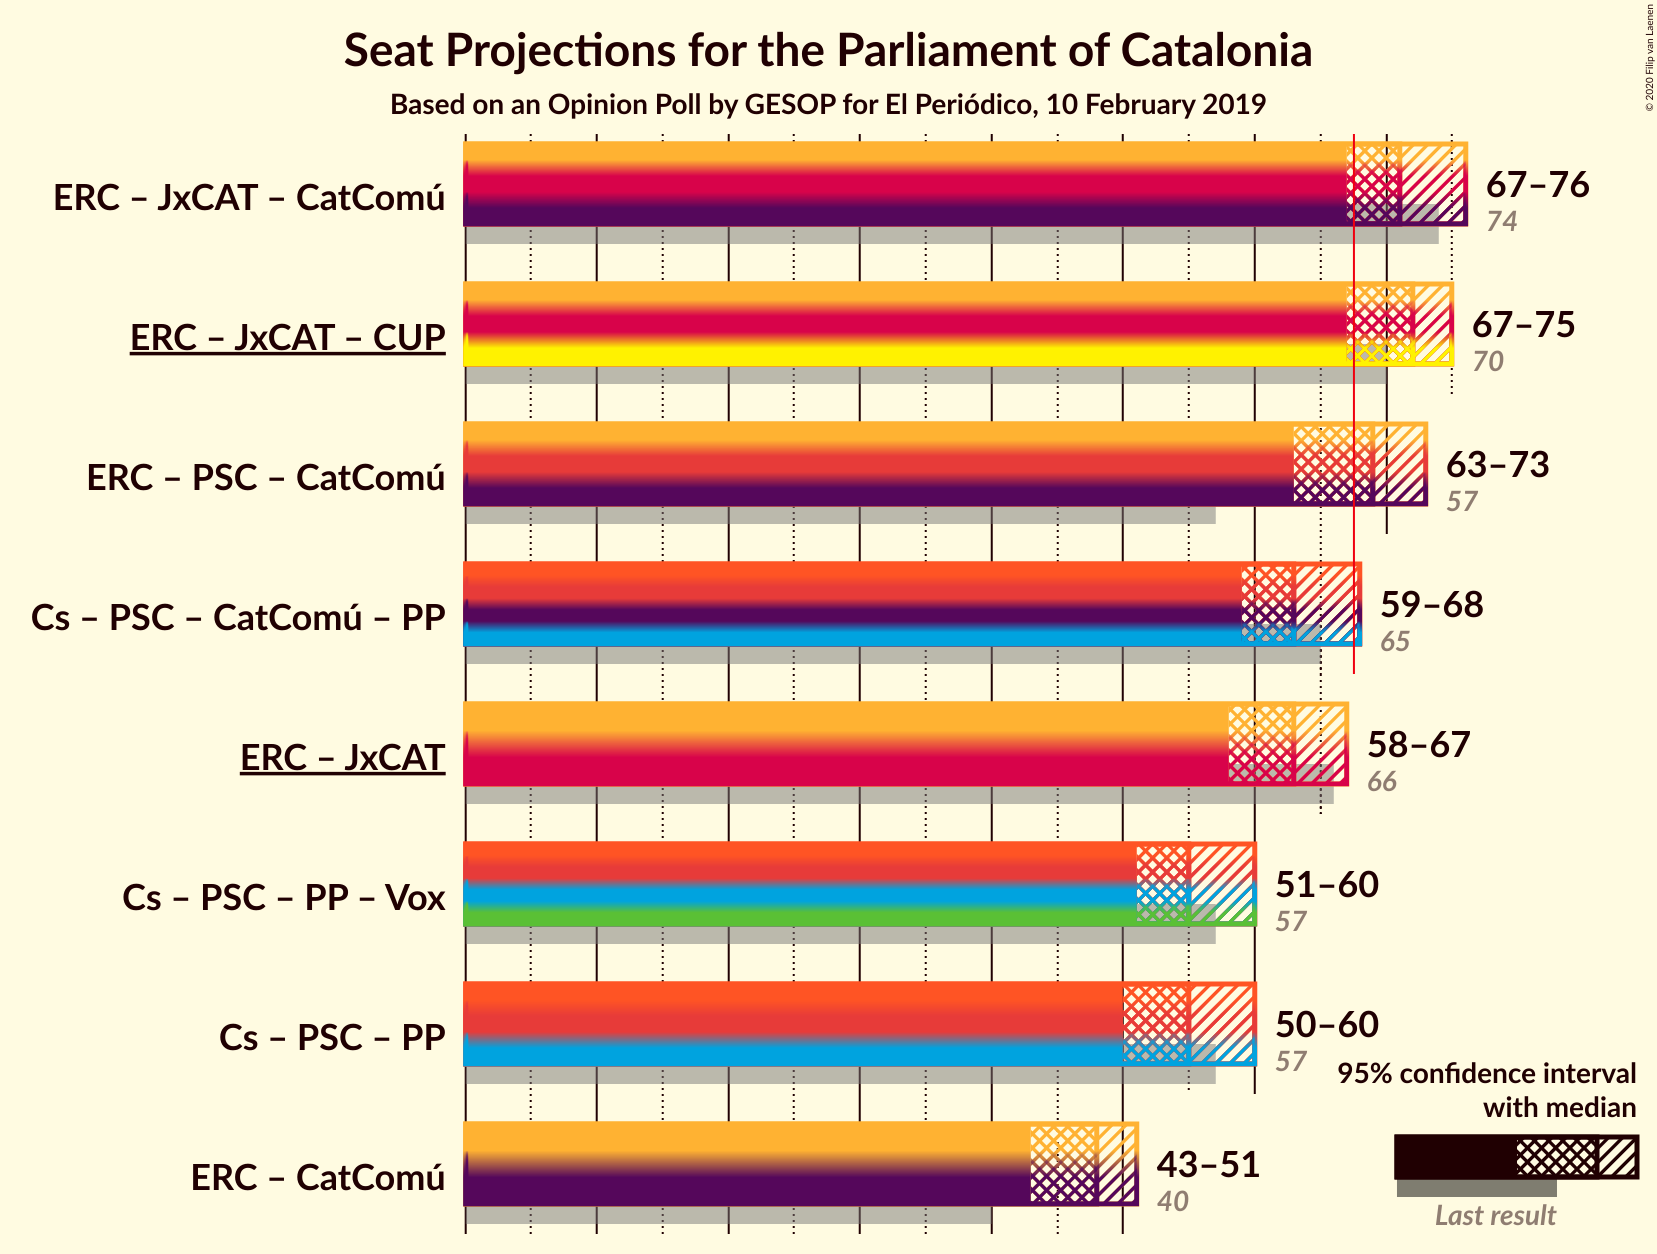 Seat Projections for the Parliament of Catalonia
Based on an Opinion Poll by GESOP for El Periódico, 10 February 2019
© 2020 Filip van Laenen
ERC – JxCAT – CatComú
67–76
74
ERC – JxCAT – CUP
67–75
70
ERC – PSC – CatComú
63–73
57
Cs – PSC – CatComú – PP
59–68
65
ERC – JxCAT
58–67
66
Cs – PSC – PP – Vox
51–60
57
Cs – PSC – PP
50–60
57
ERC – CatComú
43–51
40
95% confidence interval
with median
Last result